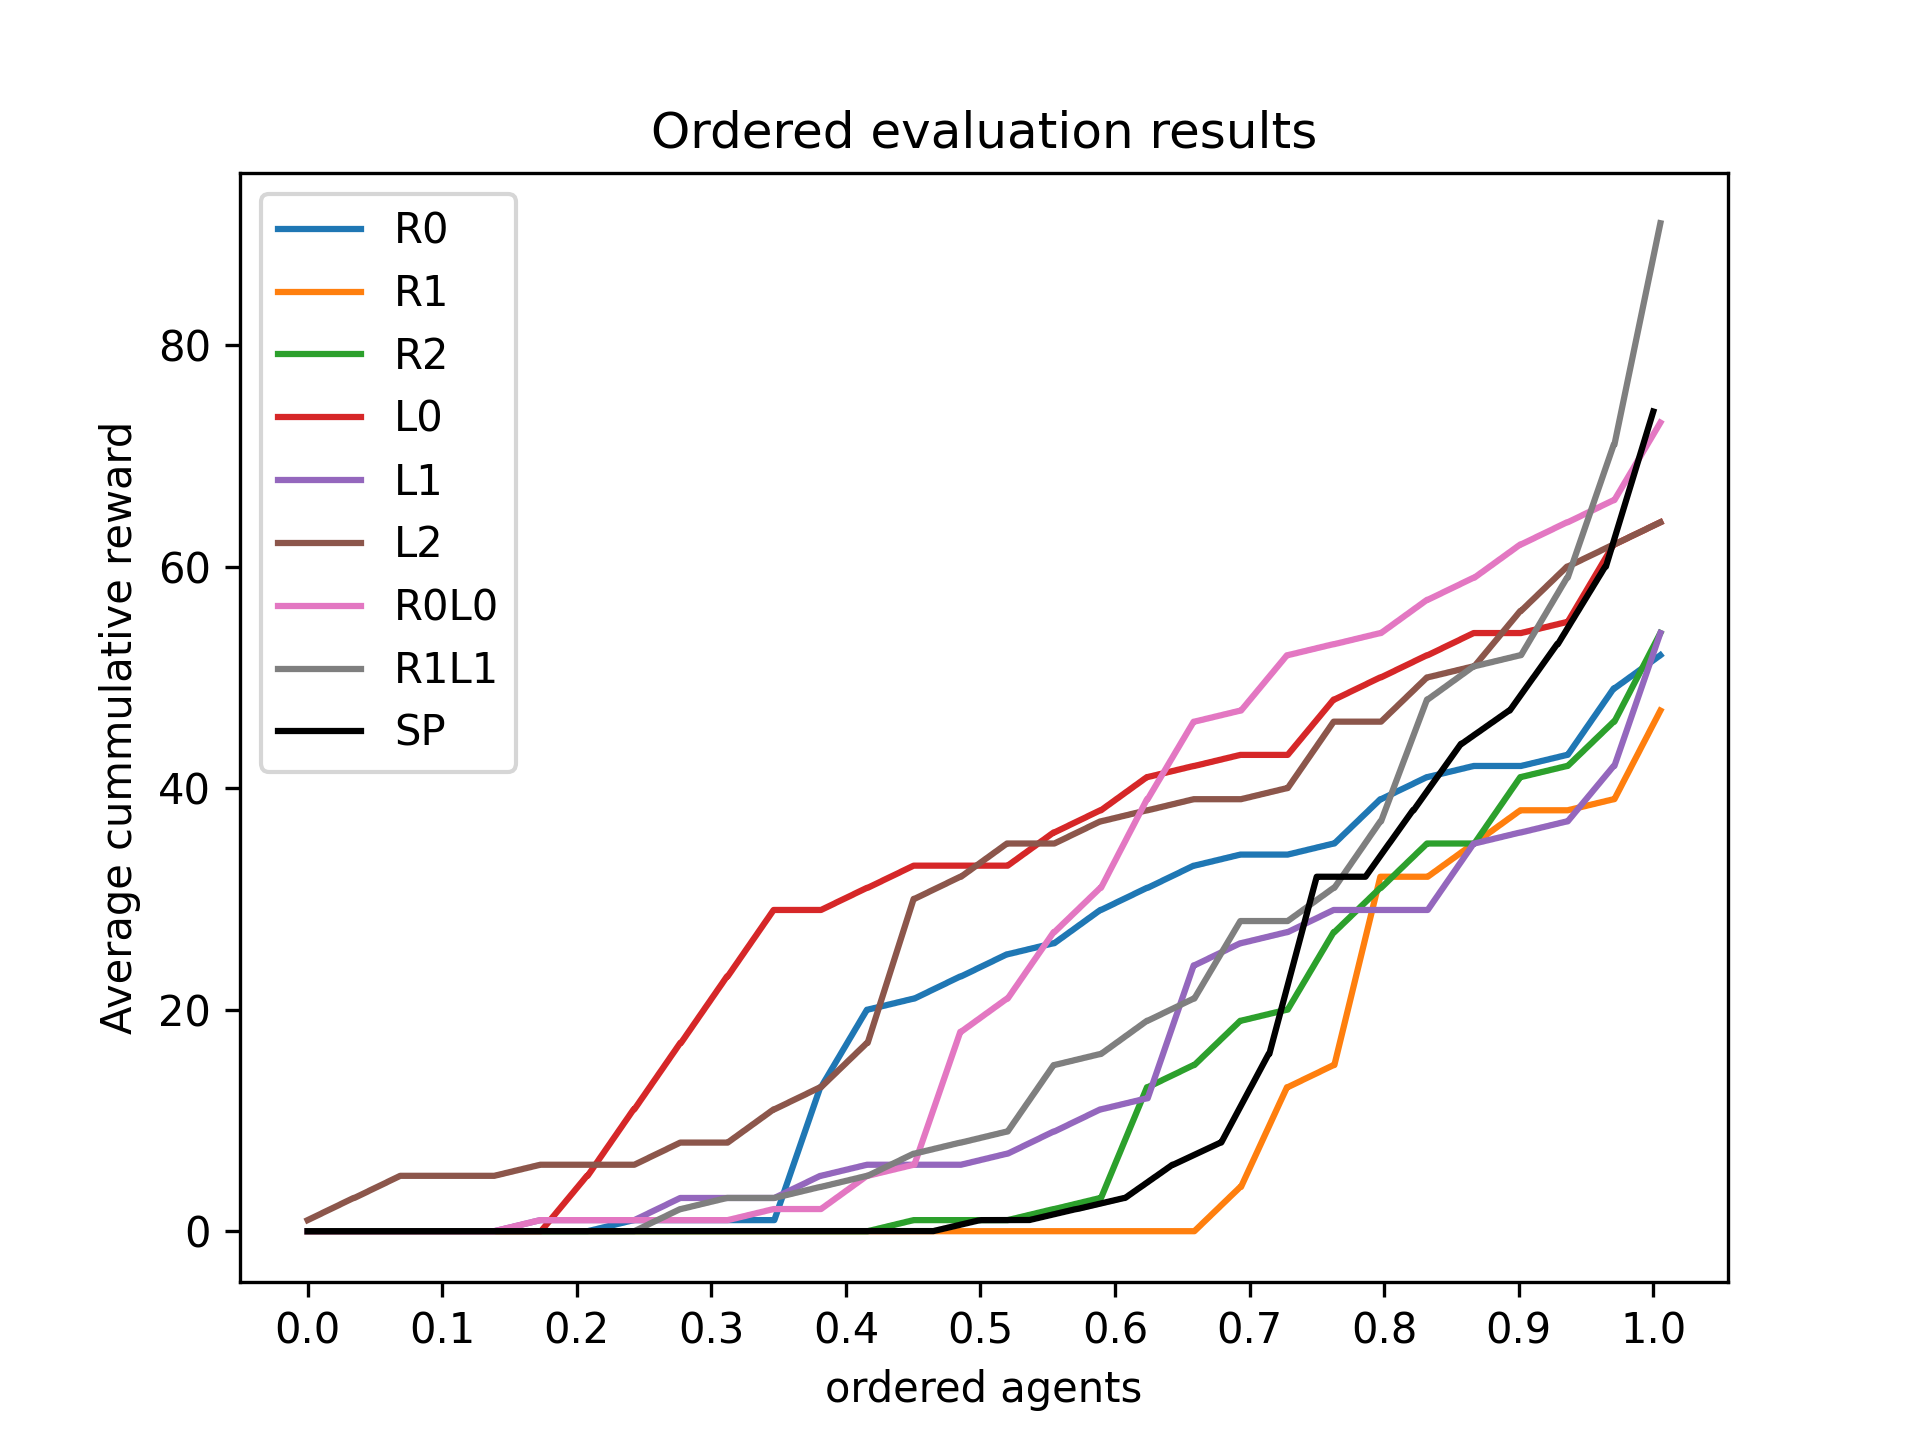 Ordered evaluation results
R0
R1
R2
L0
L1
L2
R0L0
R1L1
SP
Average cummulative reward
80
60
40
20
0
0.0 0.1 0.2 0.3 0.4 0.5 0.6 0.7 0.8 0.9 1.0
ordered agents